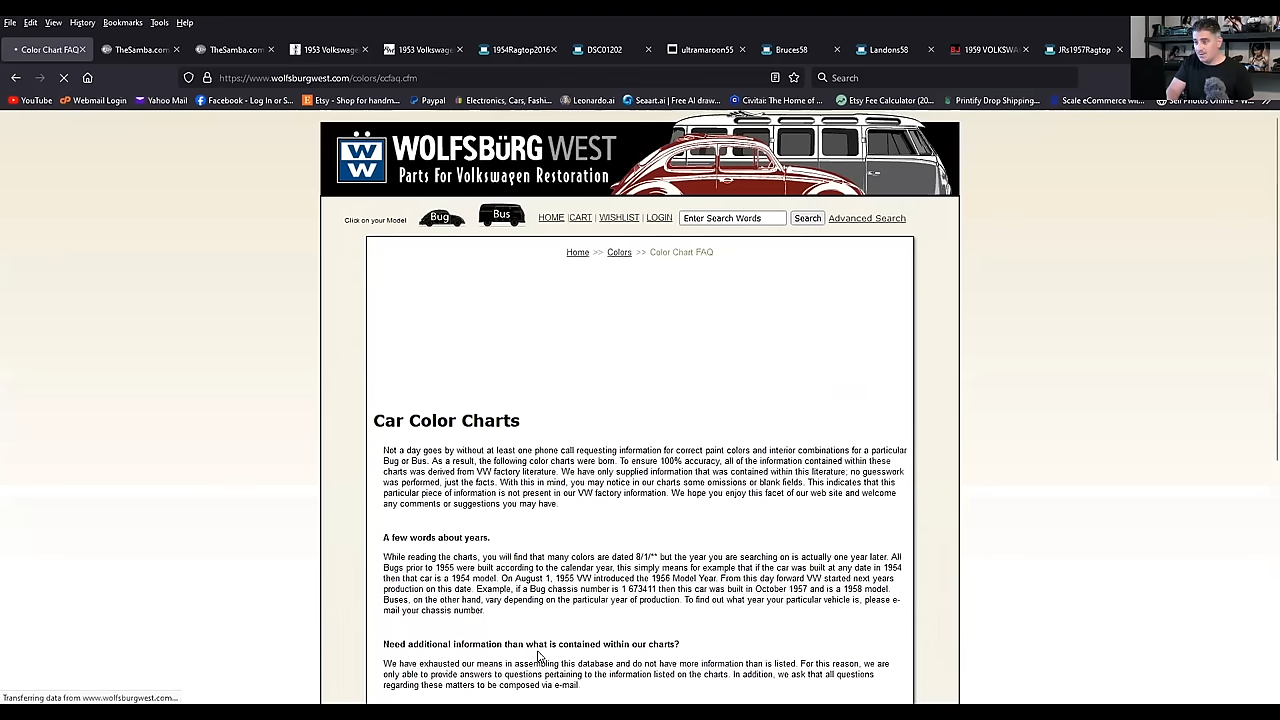 File Edit View History Bookmarks Tools Help
Color Chart FAQ TheSamba.com TheSamba.com 1953 Volkswage 1953 Volkswage 1954Ragtop2016 DSC01202 ultramaroon55 Bruces58 Landons58 1959 VOLKSWA JRs1957Ragtop
https://www.wolfsburgwest.com/colors/ccfaq.cfm Search
YouTube Webmail Login Yahoo Mail Facebook - Log In or S... Etsy - Shop for handm... Paypal Electronics, Cars, Fashi... Leonardo.ai Seaart.ai | Free AI draw... Civitai: The Home of ... Etsy Fee Calculator (20... Printify Drop Shipping... Scale eCommerce wi... Sell Photos Online -
WOLFSBÜRG WEST
Parts For Volkswagen Restoration
Click on your Model Bug Bus HOME |CART | WISHLIST | LOGIN Enter Search Words Search Advanced Search
Home >> Colors >> Color Chart FAQ
Car Color Charts
Not a day goes by without at least one phone call requesting information for correct paint colors and interior combinations for a particular
Bug or Bus. As a result, the following color charts were born. To ensure 100% accuracy, all of the information contained within these
charts was derived from VW factory literature. We have only supplied information that was contained within this literature; no guesswork
was performed, just the facts. With this in mind, you may notice in our charts some omissions or blank fields. This indicates that this
particular piece of information is not present in our VW factory information. We hope you enjoy this facet of our web site and welcome
any comments or suggestions you may have.
A few words about years.
While reading the charts, you will find that many colors are dated 8/1/** but the year you are searching on is actually one year later. All
Bugs prior to 1955 were built according to the calendar year, this simply means for example that if the car was built at any date in 1954
then that car is a 1954 model. On August 1, 1955 VW introduced the 1956 Model Year. From this day forward VW started next years
production on this date. Example, if a Bug chassis number is 1 673411 then this car was built in October 1957 and is a 1958 model.
Buses, on the other hand, vary depending on the particular year of production. To find out what year your particular vehicle is, please e-
mail your chassis number.
Need additional information than what is contained within our charts?
We have exhausted our means in assembling this database and do not have more information than is listed. For this reason, we are
only able to provide answers to questions pertaining to the information listed on the charts. In addition, we ask that all questions
regarding these matters to be composed via e-mail.
Transferring data from www.wolfsburgwest.com...